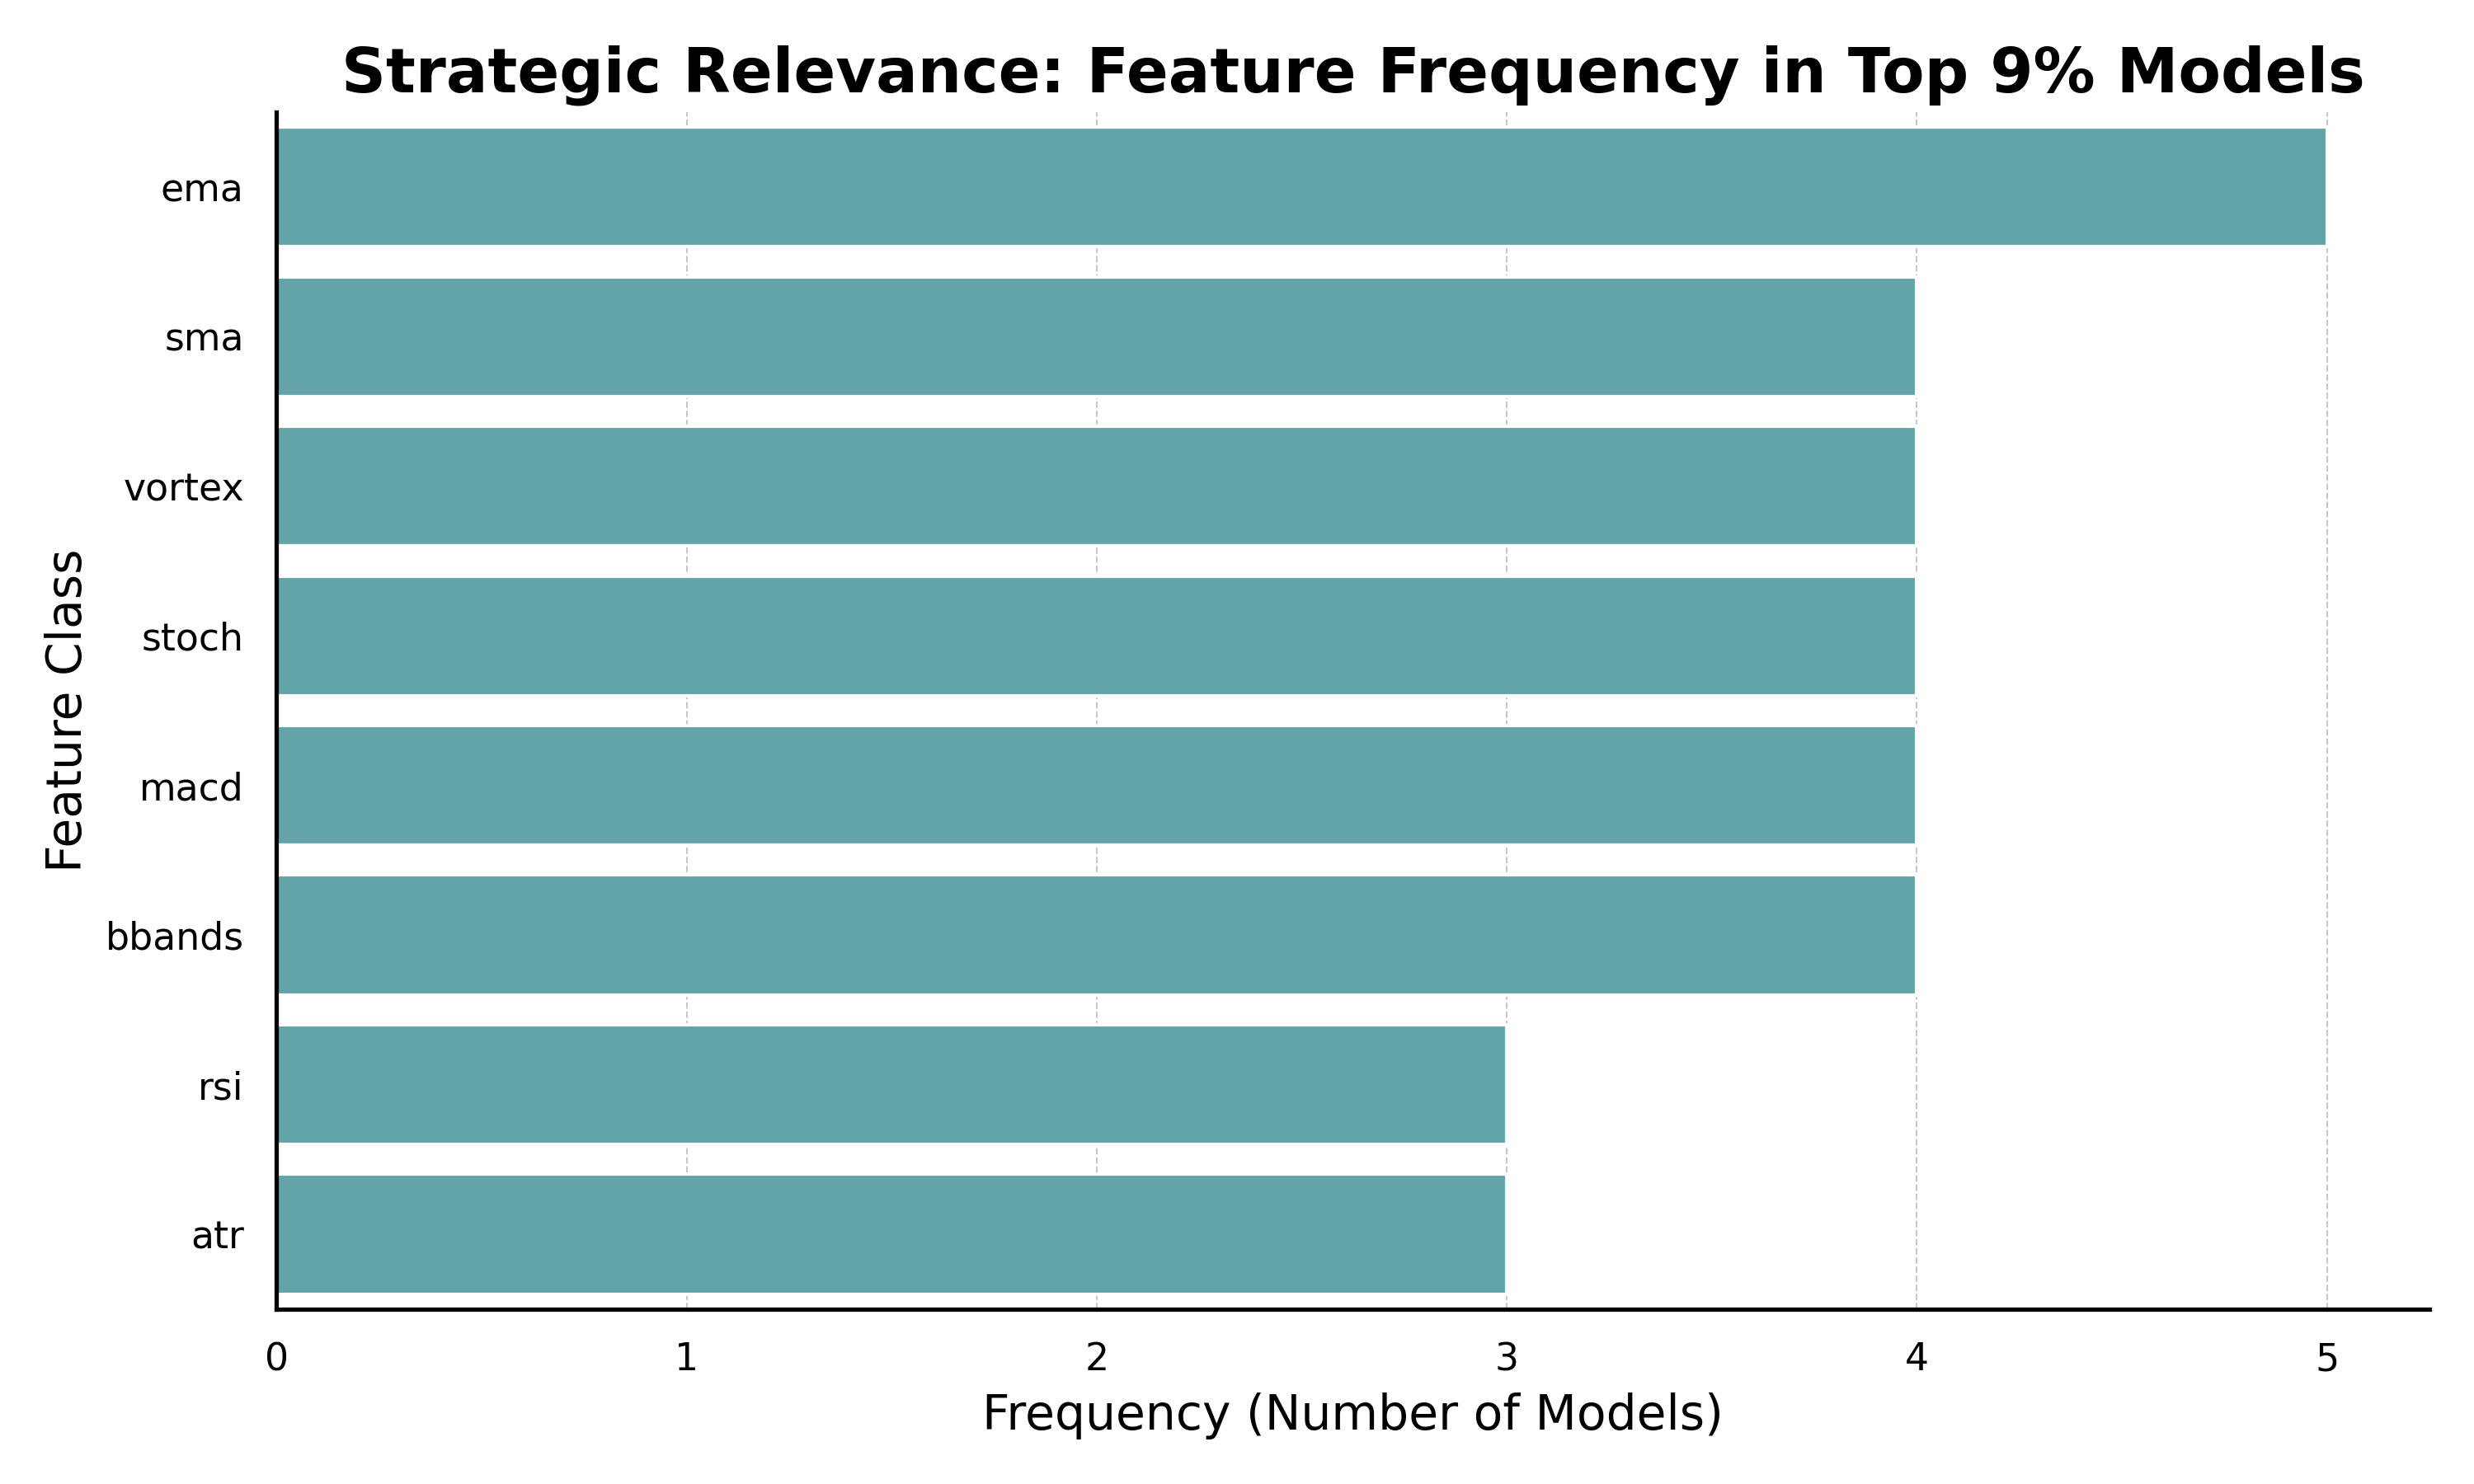 Strategic Relevance: Feature Frequency in Top 9% Models
Feature Class
ema
sma
vortex
stoch
macd
bbands
rsi
atr
0 1 2 3 4 5
Frequency (Number of Models)